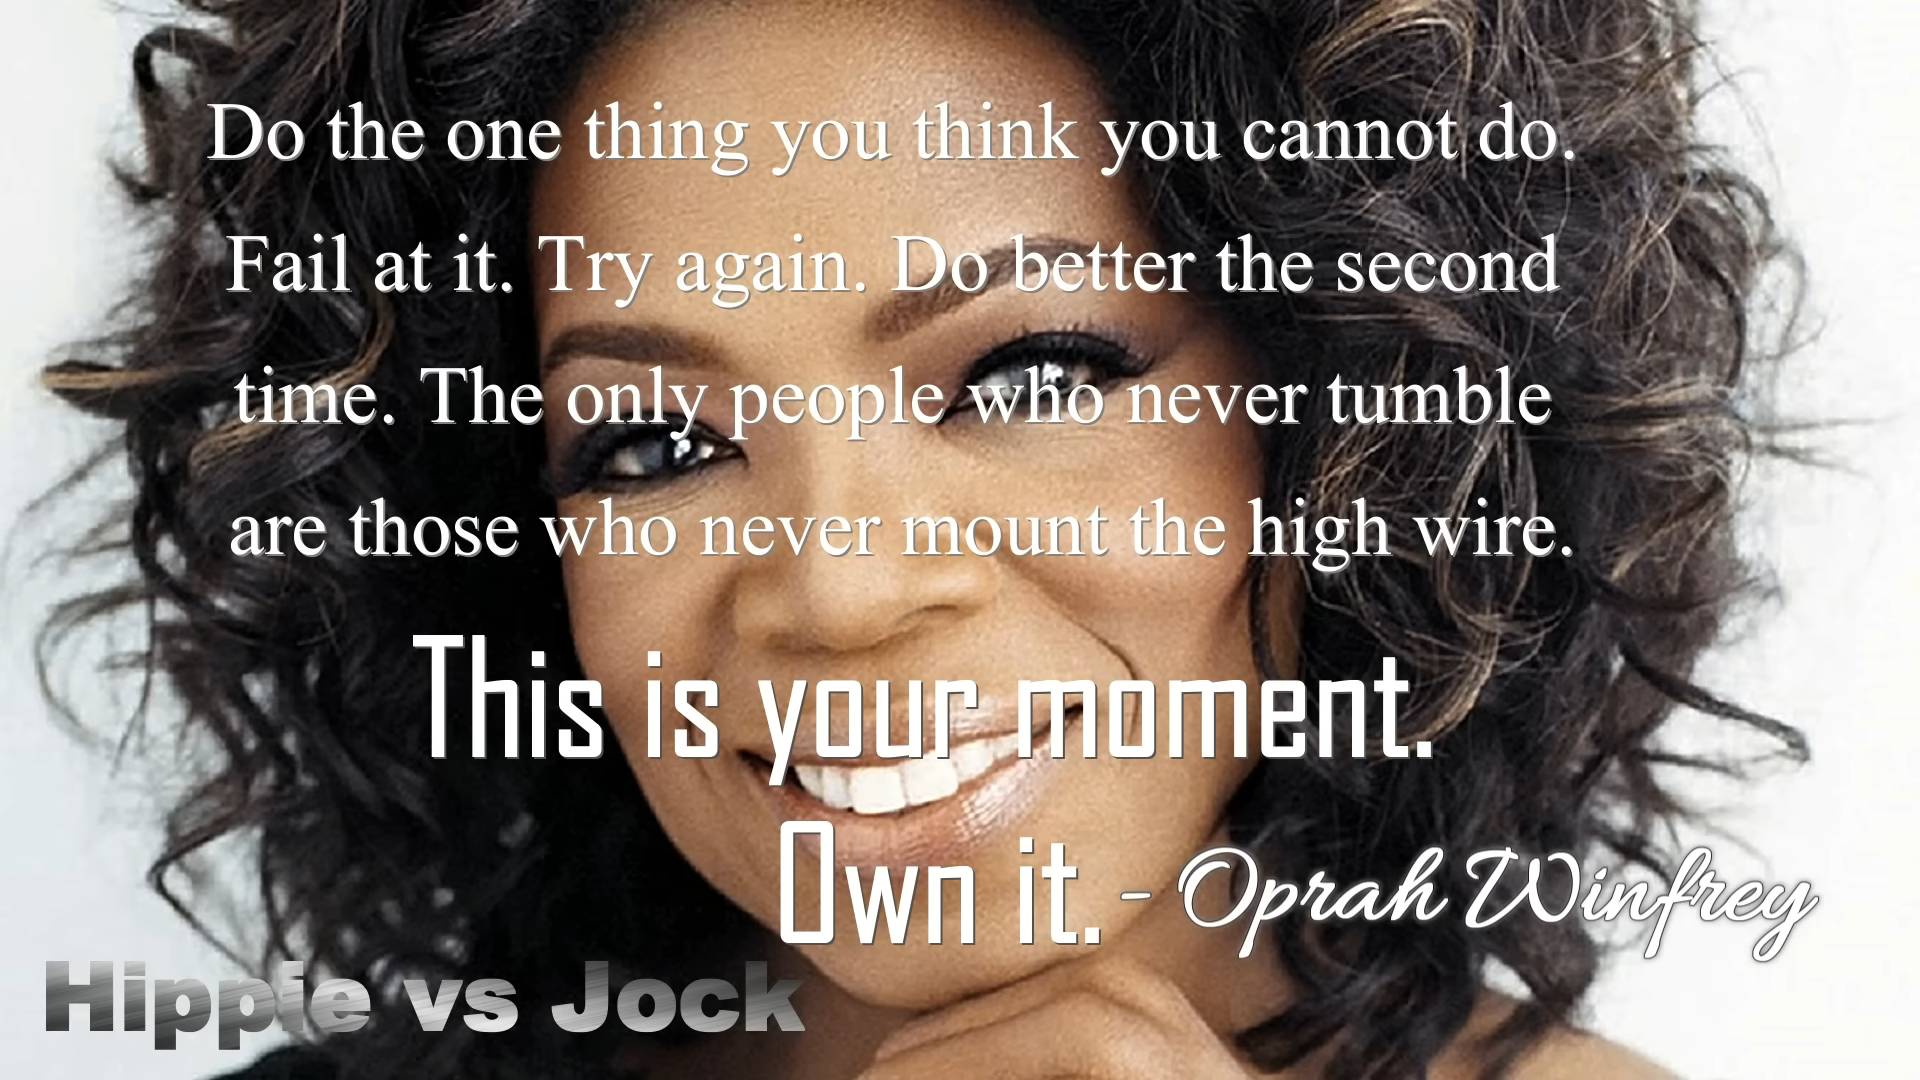 Do the one thing you think you cannot do.
Fail at it. Try again. Do better the second
time. The only people who never tumble
are those who never mount the high wire.
This is your moment.
Own it. - Oprah Winfrey
Hippie vs Jock